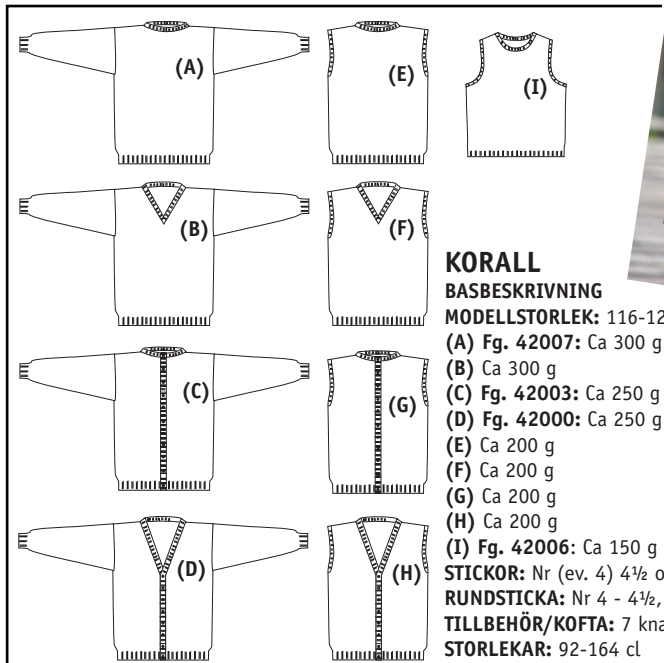 (A)
(E)
(I)
(B)
(F)
(C)
(G)
(D)
(H)
KORALL
BASBESKRIVNING
MODELLSTORLEK: 116-12
(A) Fg. 42007: Ca 300 g
(B) Ca 300 g
(C) Fg. 42003: Ca 250 g
(D) Fg. 42000: Ca 250 g
(E) Ca 200 g
(F) Ca 200 g
(G) Ca 200 g
(H) Ca 200 g
(I) Fg. 42006: Ca 150 g
STICKOR: Nr (ev. 4) 4½ o
RUNDSTICKA: Nr 4 - 4½,
TILLBEHÖR/KOFTA: 7 kna
STORLEKAR: 92-164 cl